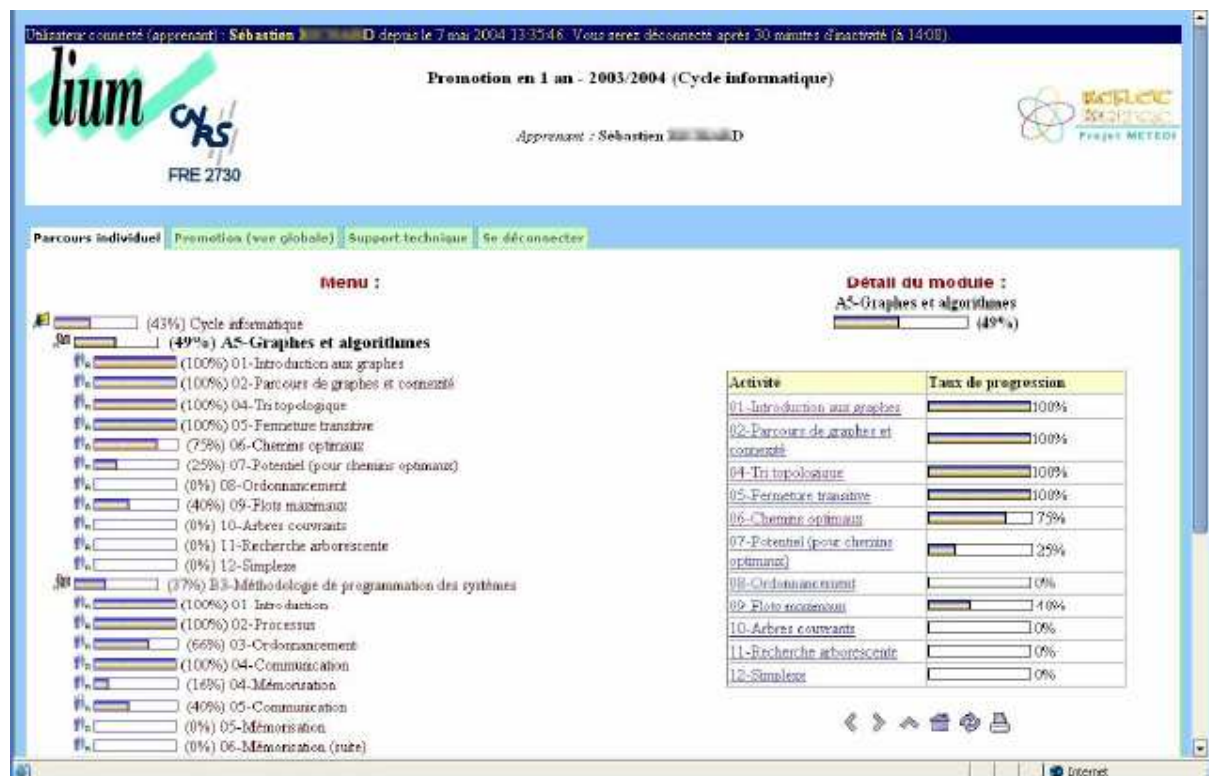 Utilisateur connecté (apprenant) : Sébastien D depuis le 7 mai 2004 13:35:46. Vous serez déconnecté après 30 minutes d'inactivité (à 14:08).
lium
CNRS
FRE 2730
Promotion en 1 an - 2003/2004 (Cycle informatique)
Apprenant : Sébastien D
Projet METEDI
Parcours individuel
Promotion (vue globale)
Support technique
Se déconnecter
Menu :
(43%) Cycle informatique
(49%) A5-Graphes et algorithmes
(100%) 01-Introduction aux graphes
(100%) 02-Parcours de graphes et connexité
(100%) 04-Tri topologique
(100%) 05-Fermeture transitive
(75%) 06-Chemins optimaux
(25%) 07-Potentiel (pour chemins optimaux)
(0%) 08-Ordonnancement
(40%) 09-Flots maximaux
(0%) 10-Arbres couvrants
(0%) 11-Recherche arborescente
(0%) 12-Simplexe
(37%) B3-Méthodologie de programmation des systèmes
(100%) 01-Introduction
(100%) 02-Processus
(66%) 03-Ordonnancement
(100%) 04-Communication
(16%) 04-Mémorisation
(40%) 05-Communication
(0%) 05-Mémorisation
(0%) 06-Mémorisation (suite)
Détail du module :
A5-Graphes et algorithmes
(49%)
Activité Taux de progression
01-Introduction aux graphes 100%
02-Parcours de graphes et
connexité 100%
04-Tri topologique 100%
05-Fermeture transitive 100%
06-Chemins optimaux 75%
07-Potentiel (pour chemins
optimaux) 25%
08-Ordonnancement 0%
09-Flots maximaux 40%
10-Arbres couvrants 0%
11-Recherche arborescente 0%
12-Simplexe 0%
Internet